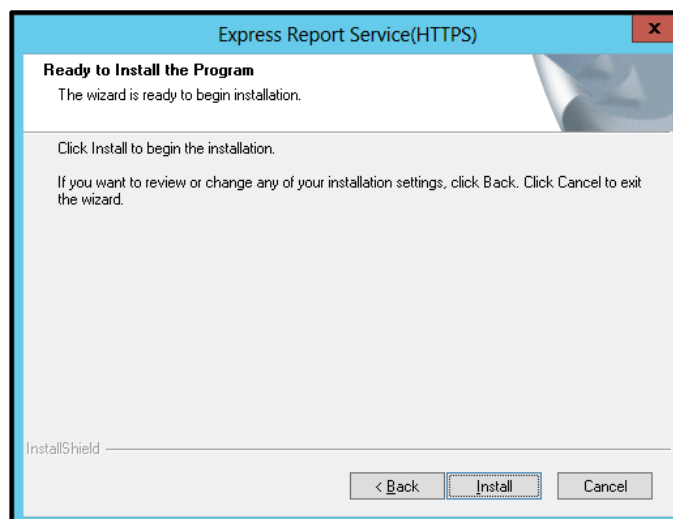 Express Report Service(HTTPS)
x
Ready to Install the Program
The wizard is ready to begin installation.
Click Install to begin the installation.
If you want to review or change any of your installation settings, click Back. Click Cancel to exit
the wizard.
InstallShield
< Back
Install
Cancel